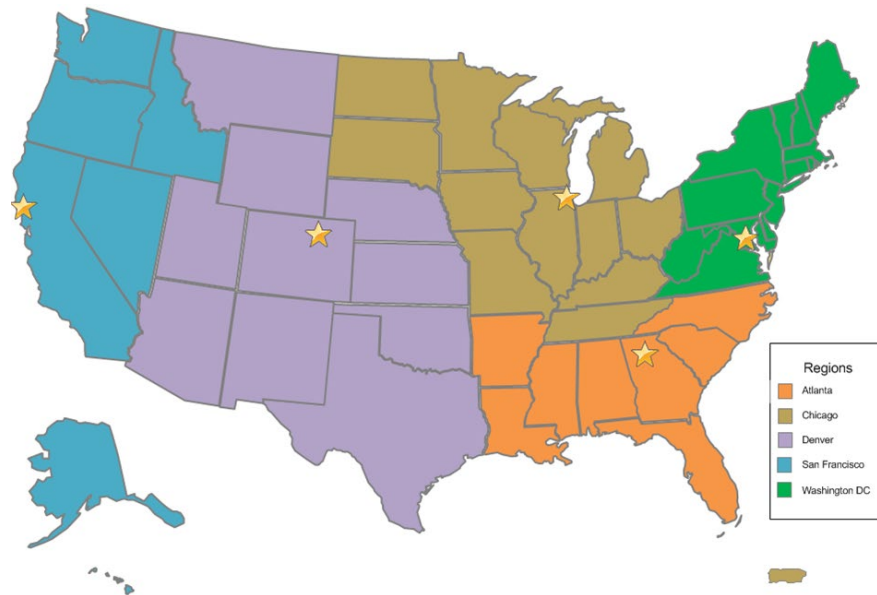 Regions
Atlanta
Chicago
Denver
San Francisco
Washington DC